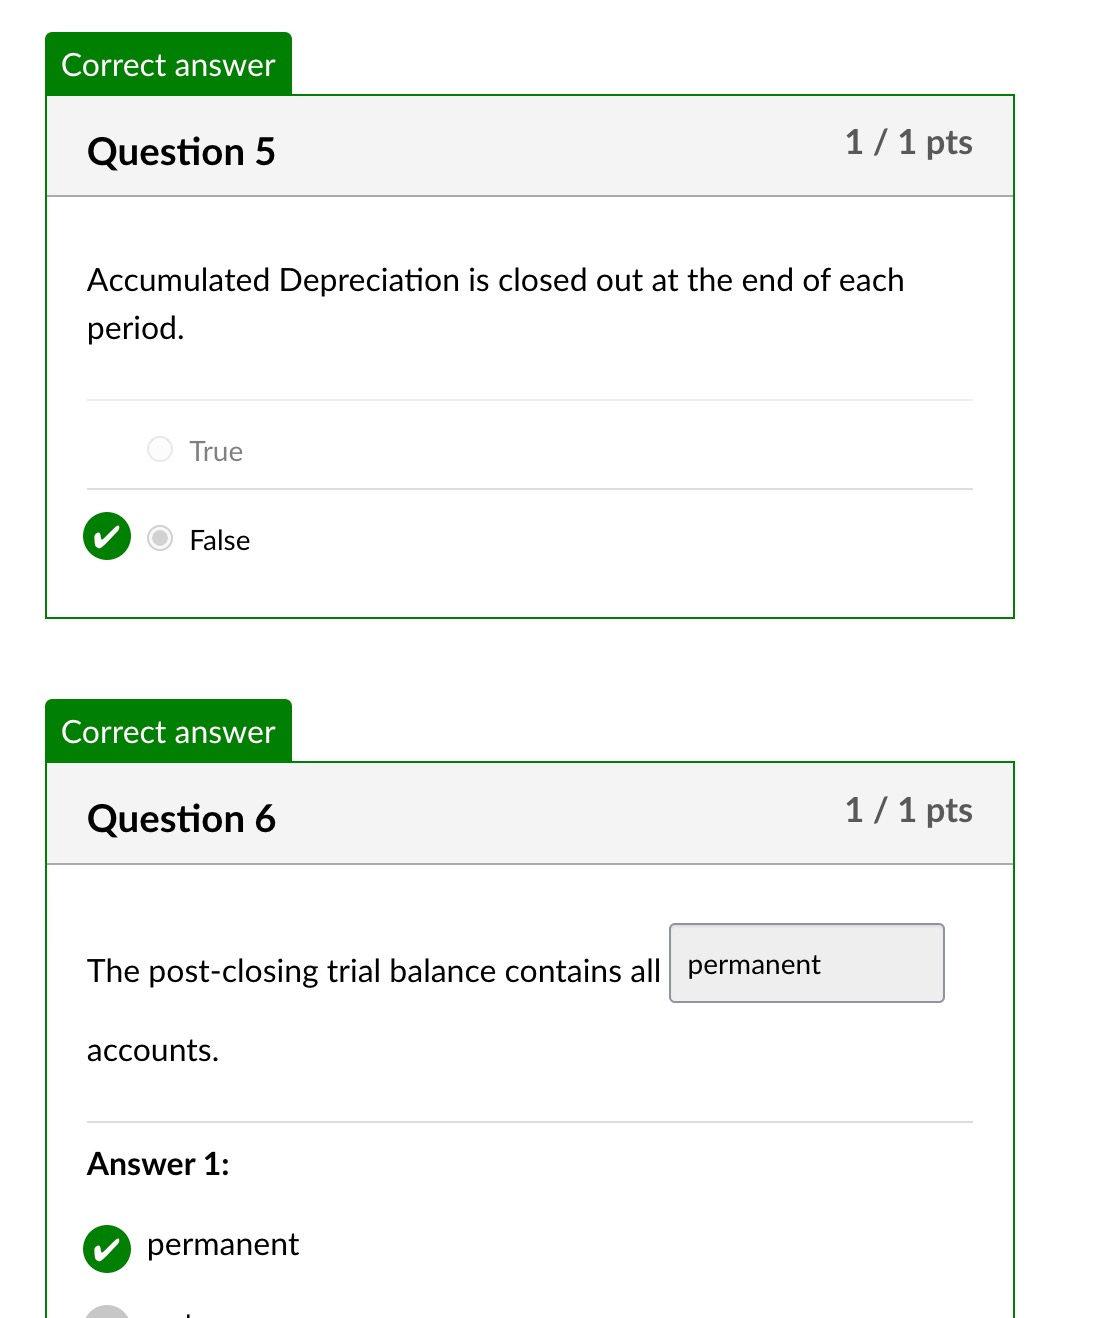 Correct answer
Question 5
1 / 1 pts
Accumulated Depreciation is closed out at the end of each
period.
True
False
Correct answer
Question 6
1 / 1 pts
The post-closing trial balance contains all permanent
accounts.
Answer 1:
permanent